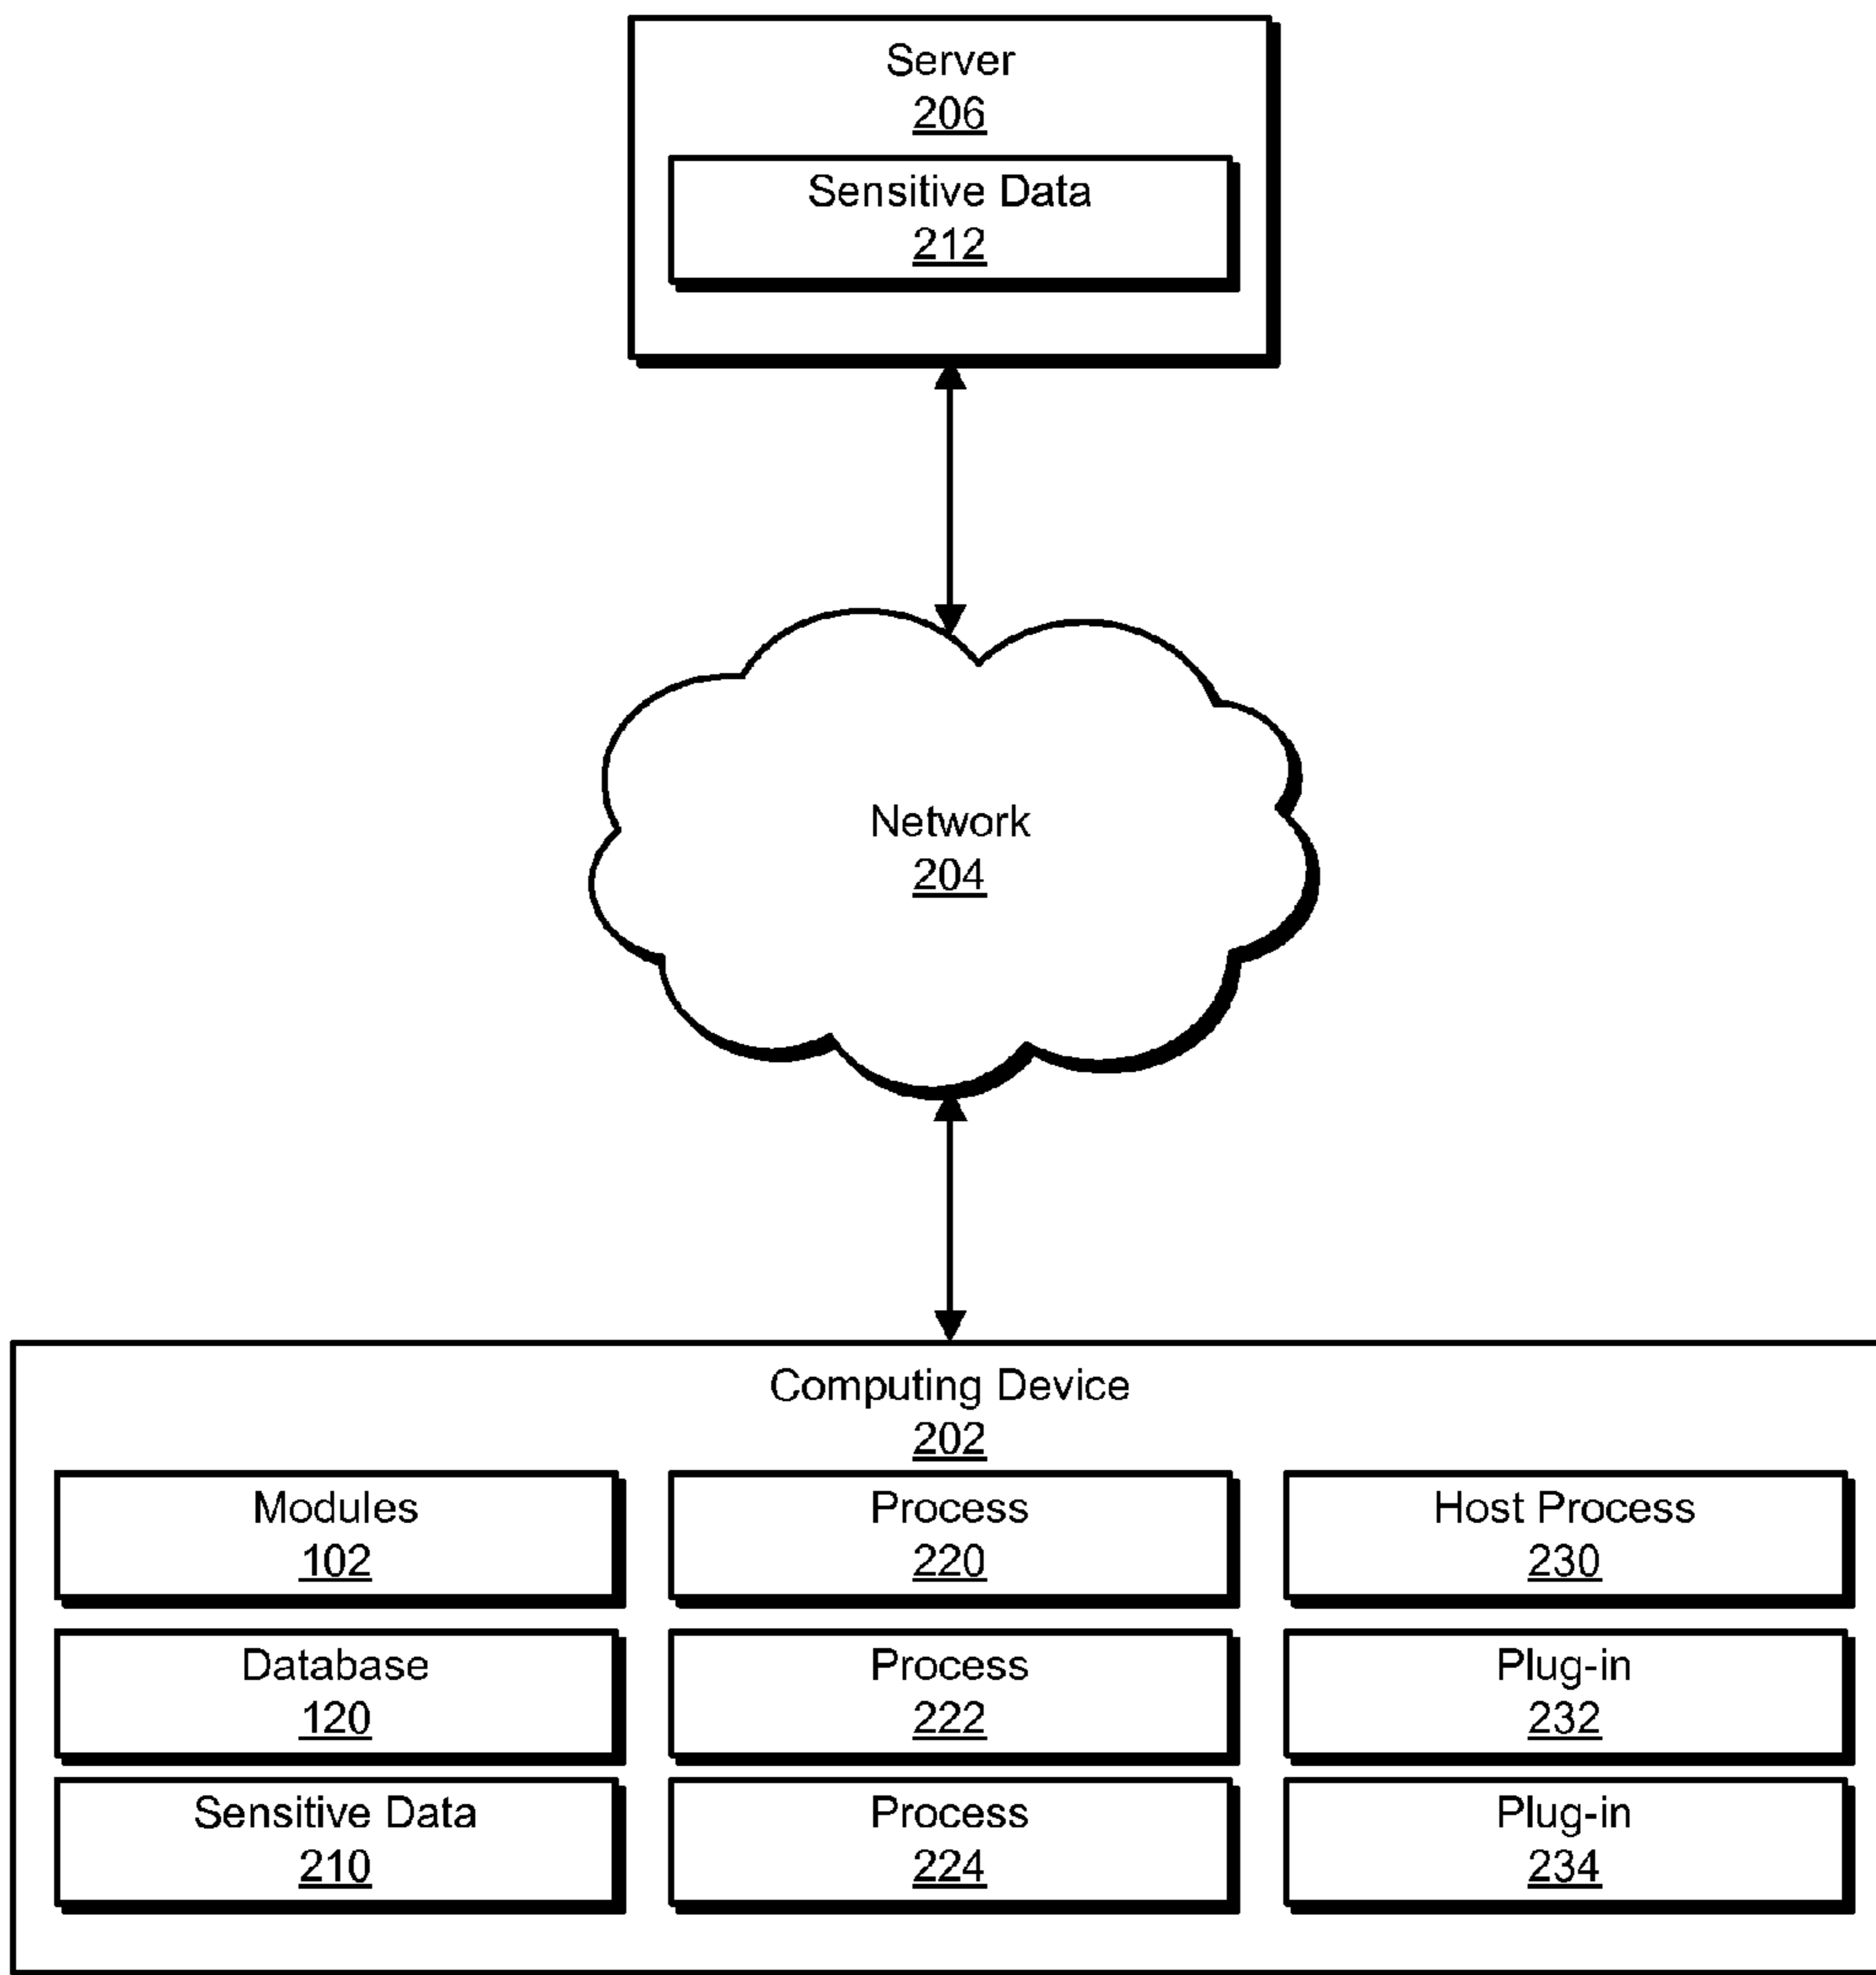 Server
206
Sensitive Data
212
Network
204
Computing Device
202
Modules
102
Process
220
Host Process
230
Database
120
Process
222
Plug-in
232
Sensitive Data
210
Process
224
Plug-in
234